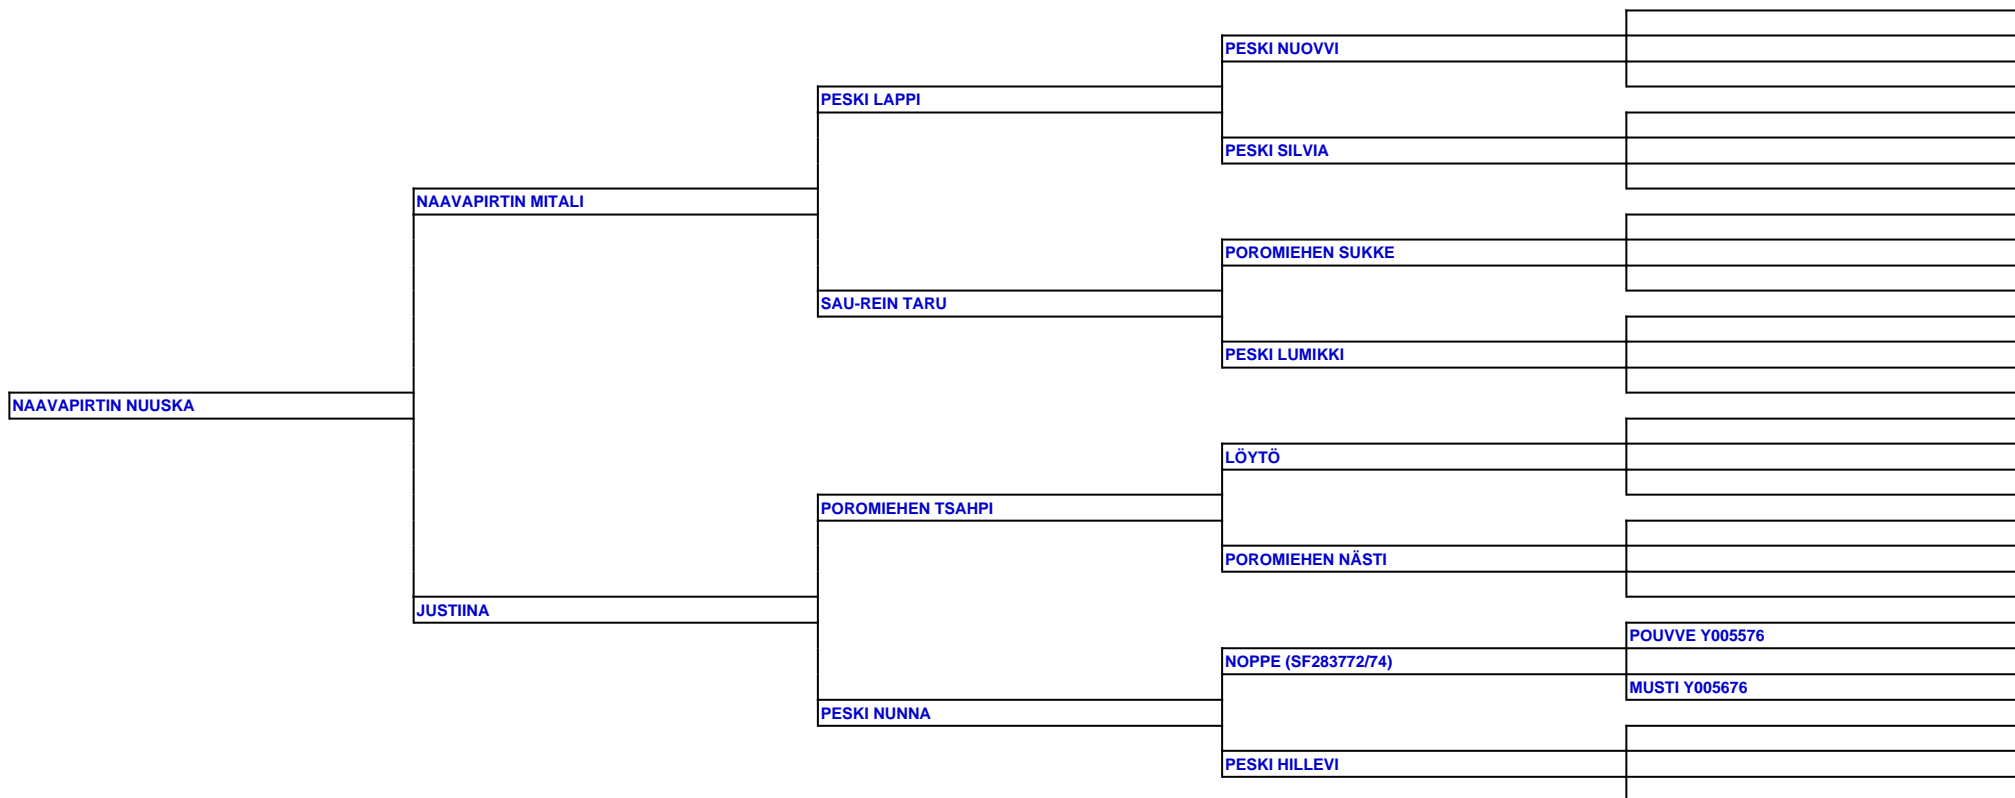 PESKI NUOVVI
PESKI LAPPI
PESKI SILVIA
NAAVAPIRTIN MITALI
POROMIEHEN SUKKE
SAU-REIN TARU
PESKI LUMIKKI
NAAVAPIRTIN NUUSKA
LÖYTÖ
POROMIEHEN TSAHPI
POROMIEHEN NÄSTI
JUSTIINA
POUVVE Y005576
NOPPE (SF283772/74)
MUSTI Y005676
PESKI NUNNA
PESKI HILLEVI